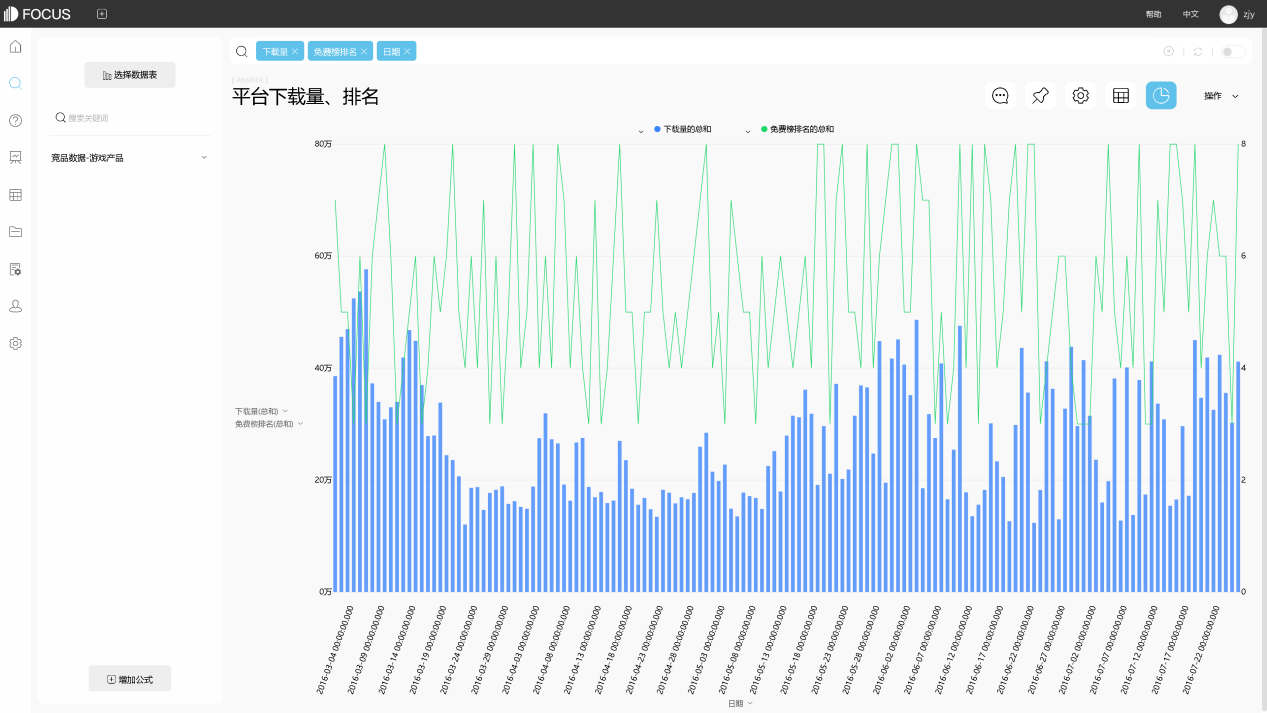 FOCUS
帮助
中文
zjy
选择数据表
搜索关键词
竞品数据-游戏产品
增加公式
下载量
免费榜排名
日期
[ ANSWER ]
平台下载量、排名
操作
下载量的总和
免费榜排名的总和
80万
60万
40万
20万
0万
8
6
4
2
0
下载量(总和)
免费榜排名(总和)
2016-03-04 00:00:00.000
2016-03-09 00:00:00.000
2016-03-14 00:00:00.000
2016-03-19 00:00:00.000
2016-03-24 00:00:00.000
2016-03-29 00:00:00.000
2016-04-03 00:00:00.000
2016-04-08 00:00:00.000
2016-04-13 00:00:00.000
2016-04-18 00:00:00.000
2016-04-23 00:00:00.000
2016-04-28 00:00:00.000
2016-05-03 00:00:00.000
2016-05-08 00:00:00.000
2016-05-13 00:00:00.000
2016-05-18 00:00:00.000
2016-05-23 00:00:00.000
2016-05-28 00:00:00.000
2016-06-02 00:00:00.000
2016-06-07 00:00:00.000
2016-06-12 00:00:00.000
2016-06-17 00:00:00.000
2016-06-22 00:00:00.000
2016-06-27 00:00:00.000
2016-07-02 00:00:00.000
2016-07-07 00:00:00.000
2016-07-12 00:00:00.000
2016-07-17 00:00:00.000
2016-07-22 00:00:00.000
日期